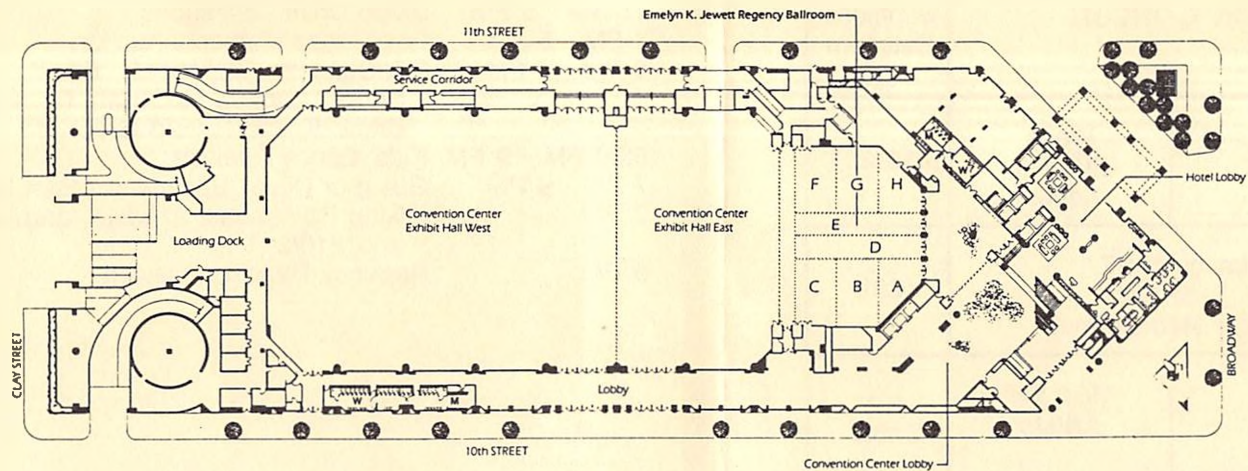 Emelyn K. Jewett Regency Ballroom
11th STREET
Service Corridor
W
Hotel Lobby
F
G
H
Convention Center
Exhibit Hall West
Convention Center
Exhibit Hall East
E
D
Loading Dock
C
B
A
CLAY STREET
BROADWAY
Lobby
W
M
10th STREET
Convention Center Lobby